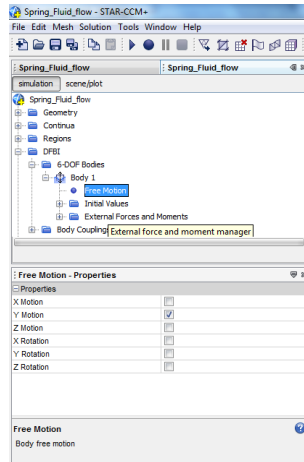 Spring_Fluid_flow - STAR-CCM+
File Edit Mesh Solution Tools Window Help
Spring_Fluid_flow
Spring_Fluid_flow
simulation scene/plot
Spring_Fluid_flow
Geometry
Continua
Regions
DFBI
6-DOF Bodies
Body 1
Free Motion
Initial Values
External Forces and Moments
Body Couplings
External force and moment manager
Free Motion - Properties
Properties
X Motion
Y Motion
Z Motion
X Rotation
Y Rotation
Z Rotation
Free Motion
Body free motion